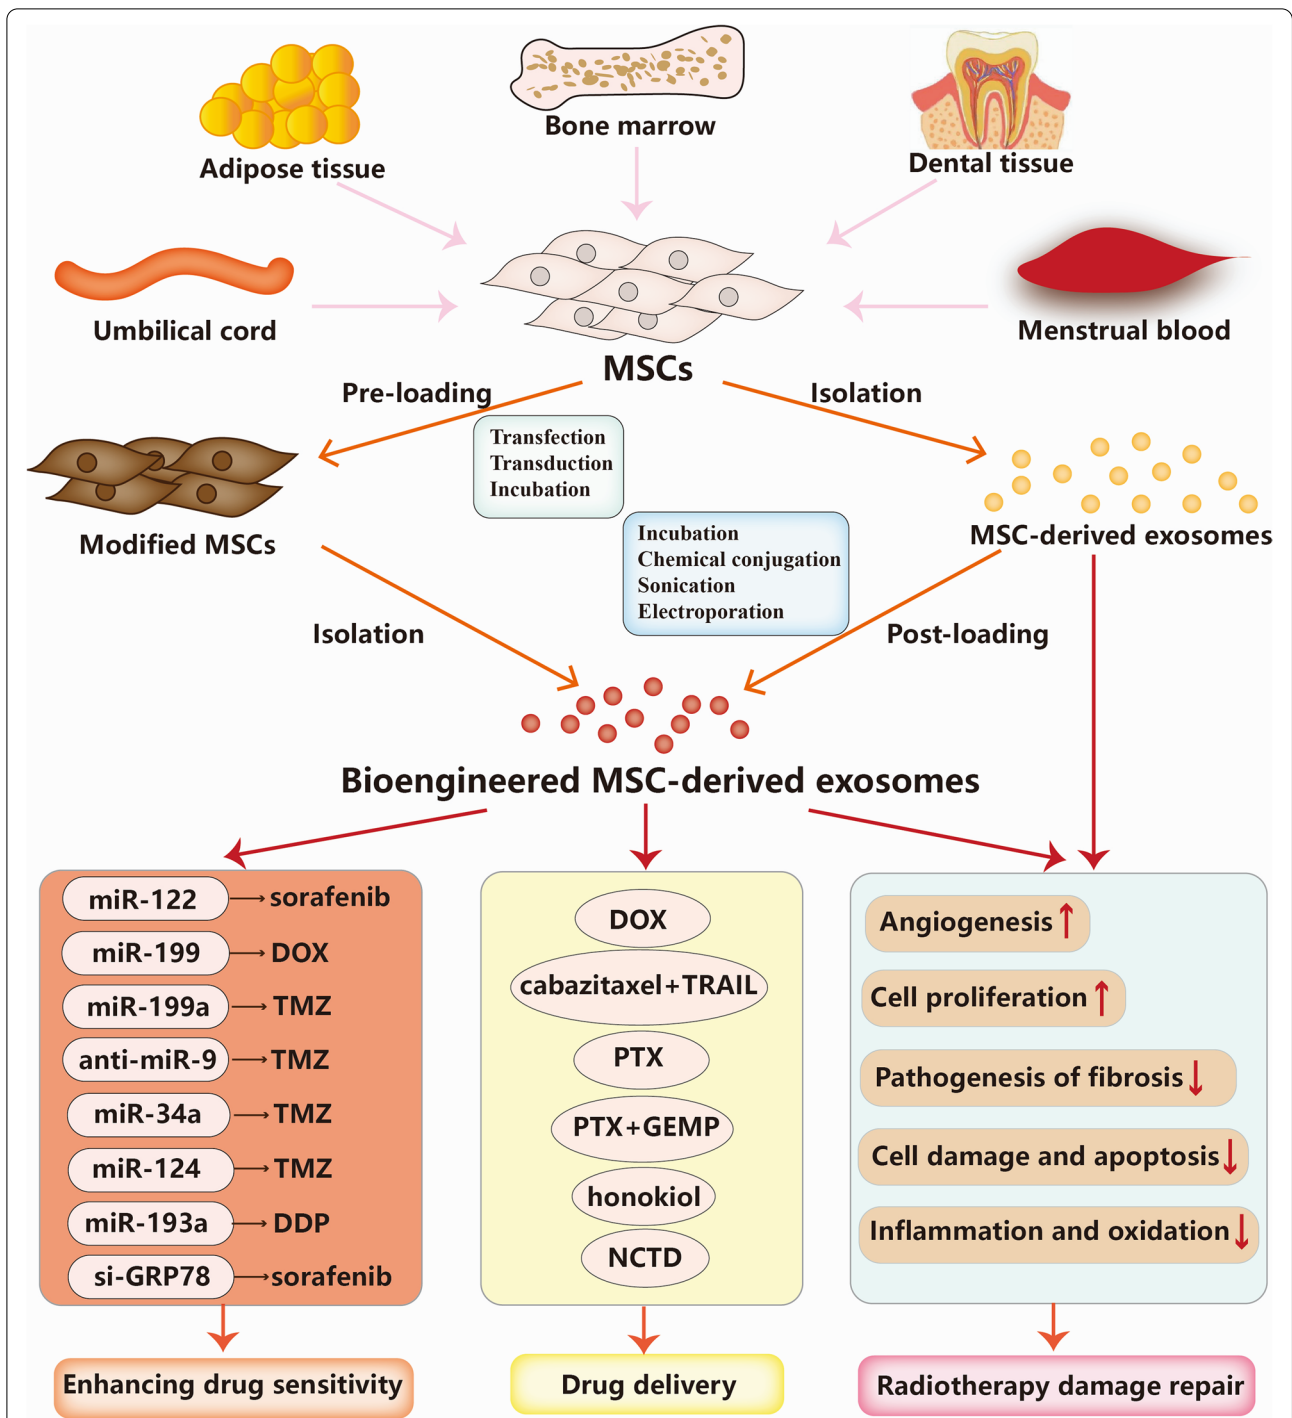 Adipose tissue
Bone marrow
Dental tissue
Umbilical cord
Menstrual blood
MSCs
Pre-loading
Isolation
Transfection
Transduction
Incubation
Modified MSCs
MSC-derived exosomes
Incubation
Chemical conjugation
Sonication
Electroporation
Isolation
Post-loading
Bioengineered MSC-derived exosomes
miR-122 → sorafenib
miR-199 → DOX
miR-199a → TMZ
anti-miR-9 → TMZ
miR-34a → TMZ
miR-124 → TMZ
miR-193a → DDP
si-GRP78 → sorafenib
DOX
cabazitaxel+TRAIL
PTX
PTX+GEMP
honokiol
NCTD
Angiogenesis ↑
Cell proliferation ↑
Pathogenesis of fibrosis ↓
Cell damage and apoptosis ↓
Inflammation and oxidation ↓
Enhancing drug sensitivity
Drug delivery
Radiotherapy damage repair